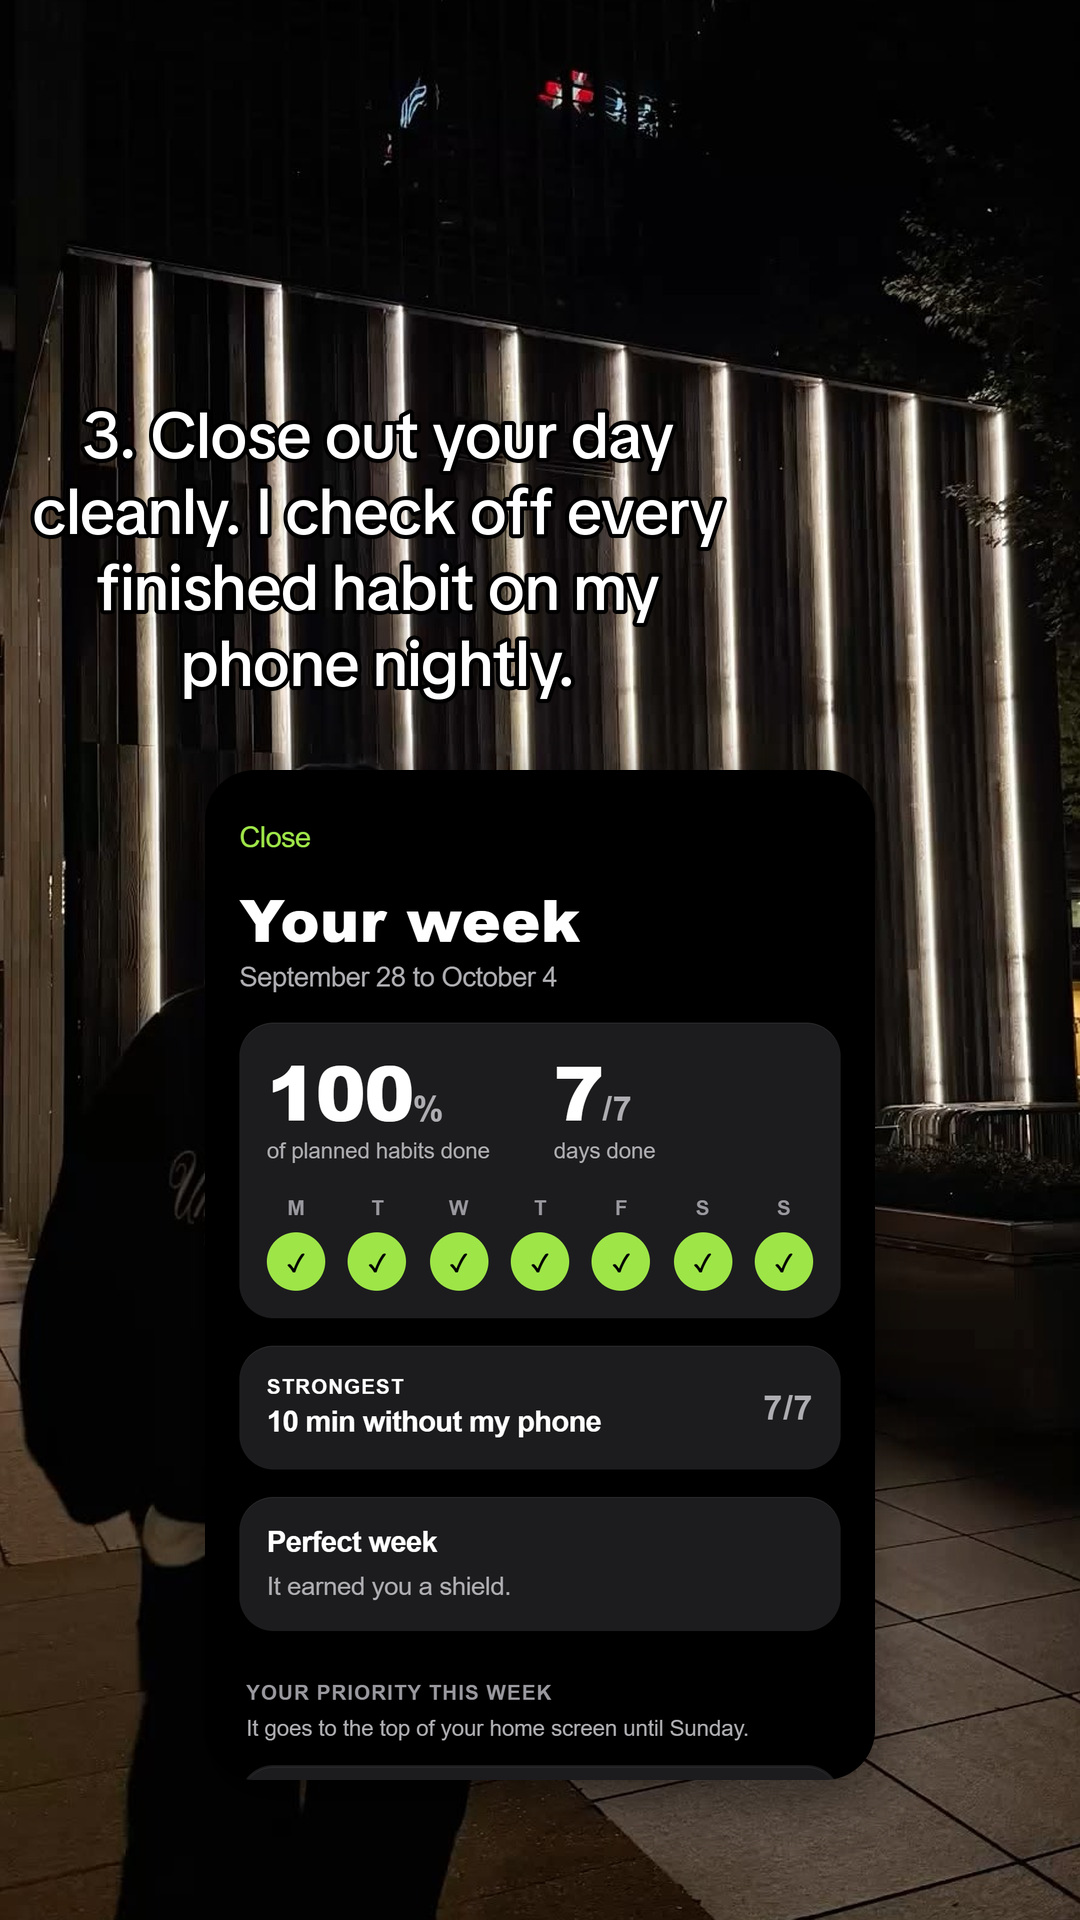 3. Close out your day
cleanly. I check off every
finished habit on my
phone nightly.
Close
Your week
September 28 to October 4
100% 7/7
of planned habits done days done
M T W T F S S
STRONGEST
10 min without my phone
7/7
Perfect week
It earned you a shield.
YOUR PRIORITY THIS WEEK
It goes to the top of your home screen until Sunday.